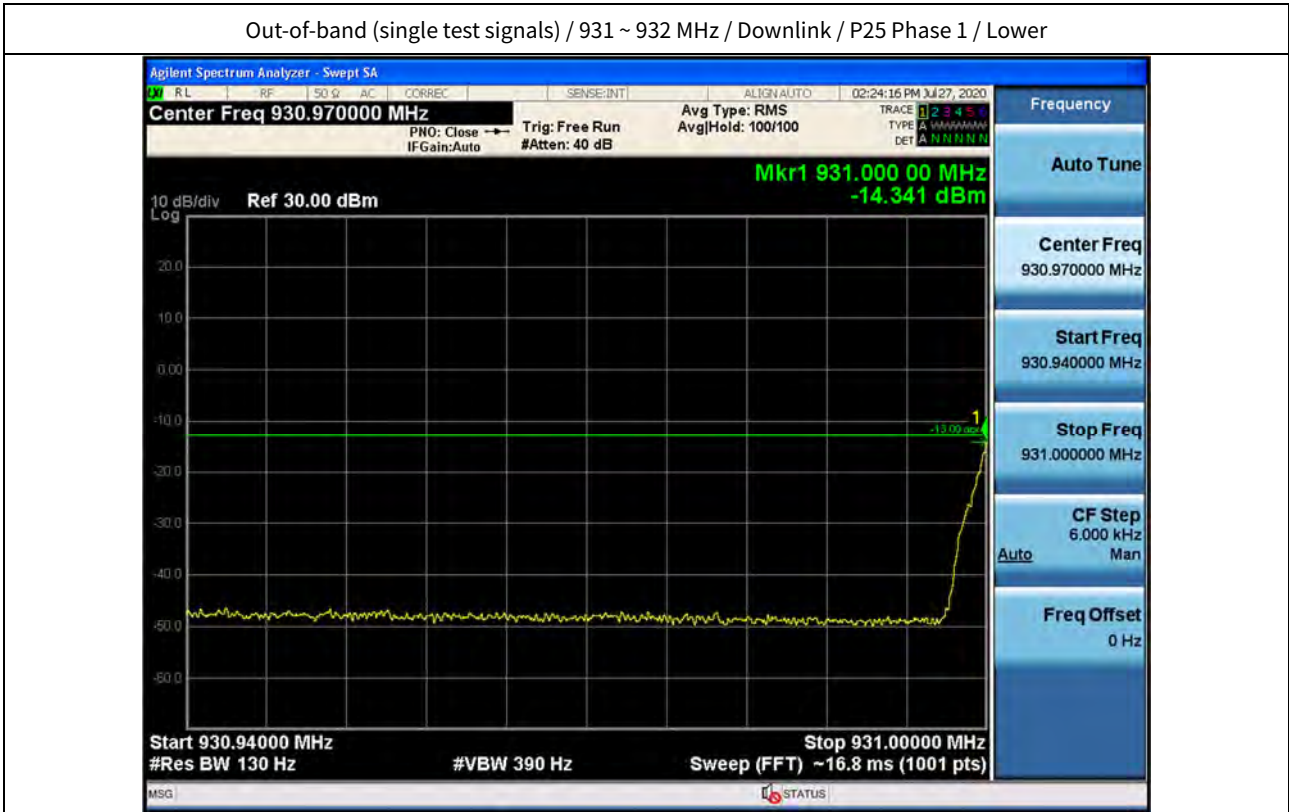 Out-of-band (single test signals) / 931 ~ 932 MHz / Downlink / P25 Phase 1 / Lower
Agilent Spectrum Analyzer - Swept SA
LXI RL RF 50 Ω AC CORREC SENSE:INT ALIGN AUTO 02:24:16 PM Jul 27, 2020
Center Freq 930.970000 MHz
PNO: Close
IFGain:Auto
Trig: Free Run
#Atten: 40 dB
Avg Type: RMS
Avg|Hold: 100/100
TRACE 1 2 3 4 5 6
TYPE A WWWWW
DET A N N N N N
Frequency
Mkr1 931.000 00 MHz
-14.341 dBm
10 dB/div Ref 30.00 dBm
Log
20.0
10.0
0.00
-10.0
-20.0
-30.0
-40.0
-50.0
-60.0
1
-13.00 dBm
Start 930.94000 MHz
Stop 931.00000 MHz
#Res BW 130 Hz
#VBW 390 Hz
Sweep (FFT) ~16.8 ms (1001 pts)
Auto Tune
Center Freq
930.970000 MHz
Start Freq
930.940000 MHz
Stop Freq
931.000000 MHz
CF Step
6.000 kHz
Auto Man
Freq Offset
0 Hz
MSG
STATUS